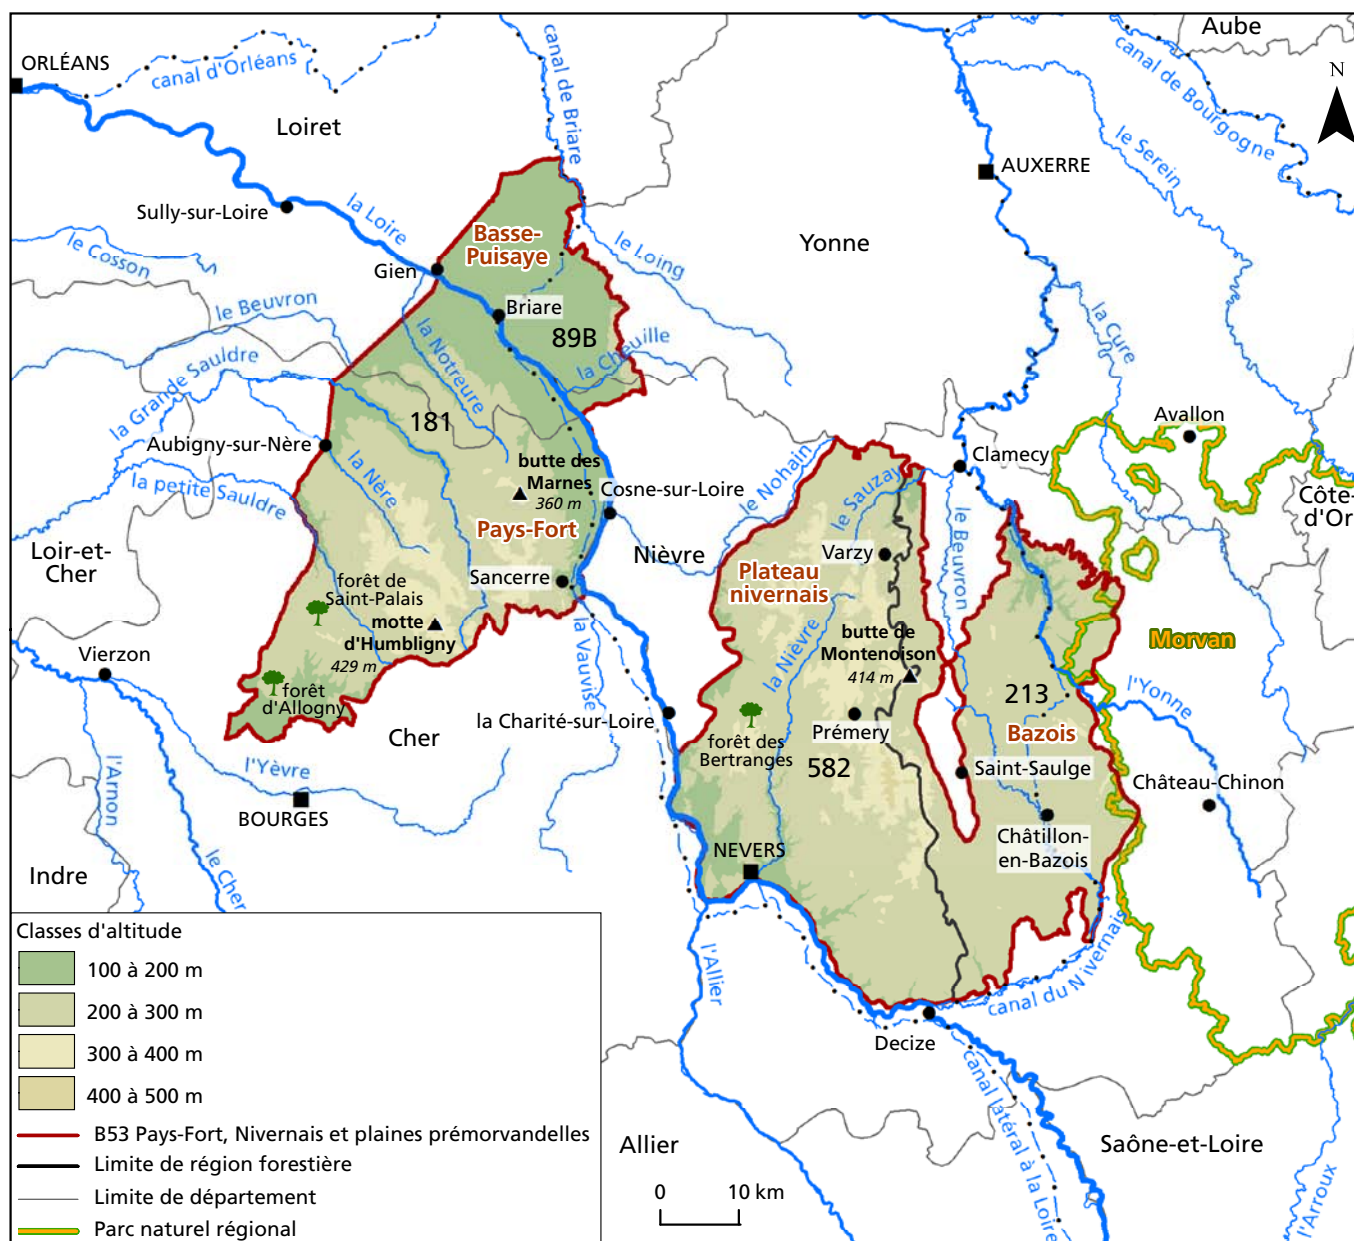 Aube
ORLÉANS
canal d'Orléans
canal de Briare
canal de Bourgogne
N
Loiret
le Serein
AUXERRE
Sully-sur-Loire
la Loire
Basse-
Puisaye
le Loing
Yonne
le Cosson
Gien
le Beuvron
Briare
89B
la Cure
la Notreure
la Cheuille
la Grande Sauldre
181
Avallon
Aubigny-sur-Nère
la Nère
butte des
Marnes
360 m
Clamecy
la petite Sauldre
Cosne-sur-Loire
le Nohain
le Sauzay
Côte-
d'Or
Pays-Fort
Loir-et-
Cher
Nièvre
Varzy
le Beuvron
Sancerre
Plateau
nivernais
forêt de
Saint-Palais
motte
d'Humbligny
429 m
la Vauvise
la Nièvre
butte de
Montenoison
414 m
Morvan
Vierzon
forêt
d'Allogny
l'Yonne
213
Bazois
Cher
la Charité-sur-Loire
Prémery
forêt des
Bertranges
582
Saint-Saulge
l'Arnon
l'Yèvre
Château-Chinon
BOURGES
Châtillon-
en-Bazois
le Cher
NEVERS
Indre
l'Allier
canal du Nivernais
Decize
canal latéral à la Loire
Allier
Saône-et-Loire
l'Arroux
0 10 km
Classes d'altitude
100 à 200 m
200 à 300 m
300 à 400 m
400 à 500 m
B53 Pays-Fort, Nivernais et plaines prémorvandelles
Limite de région forestière
Limite de département
Parc naturel régional